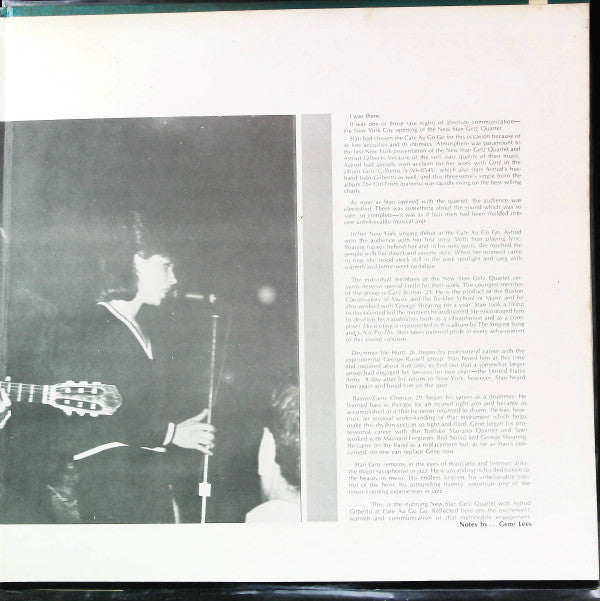 I was there.
It was one of those rare nights of absolute communication—
the New York City opening of the New Stan Getz Quartet.
Stan had chosen the Cafe Au Go Go for this occasion because of
its fine acoustics and its intimacy. Atmosphere was paramount to
the first New York presentation of the New Stan Getz Quartet and
Astrud Gilberto because of the soft, easy quality of their music.
Astrud had already won acclaim for her work with Getz in the
album Getz Gilberto (V/V6-8545), which also stars Astrud's hus-
band Joao Gilberto as well, and this threesome's single from the
album The Girl From Ipanema was rapidly rising on the best-selling
charts.
As soon as Stan opened with the quartet, the audience was
electrified. There was something about the sound which was so
sure, so complete—it was as if four men had been molded into
one unbelievable musical unit.
In her New York singing debut at the Cafe Au Go Go, Astrud
won the audience with her first song. With Stan playing lyric,
floating figures behind her and in his solo spots, she reached the
people with her direct and sincere style. When her moment came
to sing, she stood stock still in the pink spotlight and sang with
warmth and bittersweet nostalgia.
The individual members of the New Stan Getz Quartet cer-
tainly deserve special credit for their work. The youngest member
of the group is Gary Burton, 21. He is the product of the Boston
Conservatory of Music and the Berklee School of Music and he
also worked with George Shearing for a year. Stan took a liking
to this talented kid the moment he auditioned. He encouraged him
to develop his capabilities both as a vibraphonist and as a compo-
ser. His writing is represented in this album by The Singing Song
and 6-Nix-Pix-Flix. Stan takes paternal pride in every achievement
of this young virtuoso.
Drummer Joe Hunt, 26, began his professional career with the
experimental George Russell group. Stan heard him at this time
and inquired about him only to find out that a somewhat larger
group had engaged his services for two years—the United States
Army. A day after his return to New York, however, Stan heard
him again and hired him on the spot.
Bassist Gene Cherico, 29, began his career as a drummer. He
learned bass as therapy for an injured right arm and became so
accomplished at it that he never returned to drums. He has, how-
ever, an unusual understanding of that instrument which helps
make this rhythm section so tight and fluid. Gene began his pro-
fessional career with the Toshiko Mariano Quartet and later
worked with Maynard Ferguson, Red Norvo and George Shearing.
He came on the band as a replacement but, as far as Stan's con-
cerned, no one can replace Gene now.
Stan Getz remains, in the eyes of musicians and listeners alike,
the major saxophonist in jazz. He is unyielding in his dedication to
the beauty in music. His endless lyricism, his unbelievable con-
trol of the horn, his astounding fluency, constitute one of the
finest listening experiences in jazz.
. . . This, is the stunning New Stan Getz Quartet with Astrud
Gilberto at Cafe Au Go Go. Reflected here are the excitement,
warmth and communication of that memorable engagement.
Notes by . . . Gene Lees